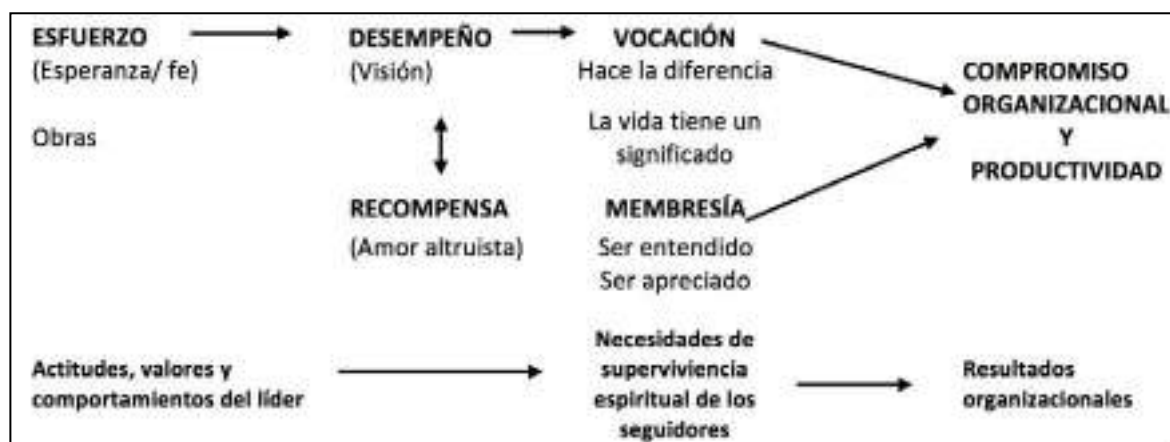 ESFUERZO
(Esperanza/ fe)
Obras
DESEMPEÑO
(Visión)
RECOMPENSA
(Amor altruista)
VOCACIÓN
Hace la diferencia
La vida tiene un
significado
MEMBRESÍA
Ser entendido
Ser apreciado
COMPROMISO
ORGANIZACIONAL
Y
PRODUCTIVIDAD
Actitudes, valores y
comportamientos del líder
Necesidades de
superviviencia
espiritual de los
seguidores
Resultados
organizacionales